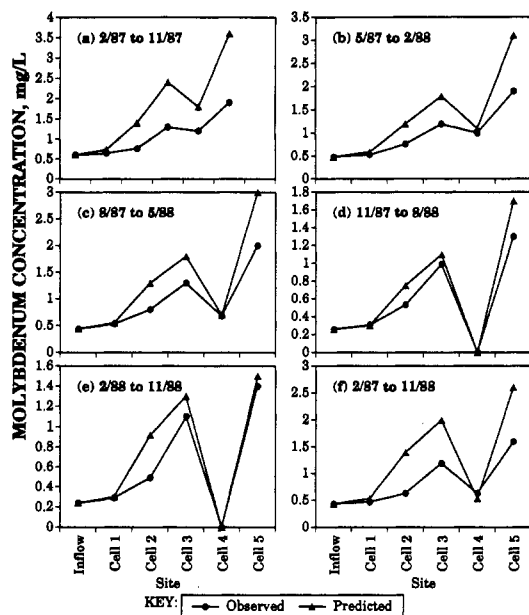 MOLYBDENUM CONCENTRATION, mg/L
(a) 2/87 to 11/87
4
3.5
3
2.5
2
1.5
1
0.5
0
(b) 5/87 to 2/88
3.5
3
2.5
2
1.5
1
0.5
0
(c) 8/87 to 5/88
3
2.5
2
1.5
1
0.5
0
(d) 11/87 to 8/88
1.8
1.6
1.4
1.2
1
0.8
0.6
0.4
0.2
0
(e) 2/88 to 11/88
1.6
1.4
1.2
1
0.8
0.6
0.4
0.2
0
(f) 2/87 to 11/88
3
2.5
2
1.5
1
0.5
0
Inflow
Cell 1
Cell 2
Cell 3
Cell 4
Cell 5
Inflow
Cell 1
Cell 2
Cell 3
Cell 4
Cell 5
Site
Site
KEY: Observed Predicted